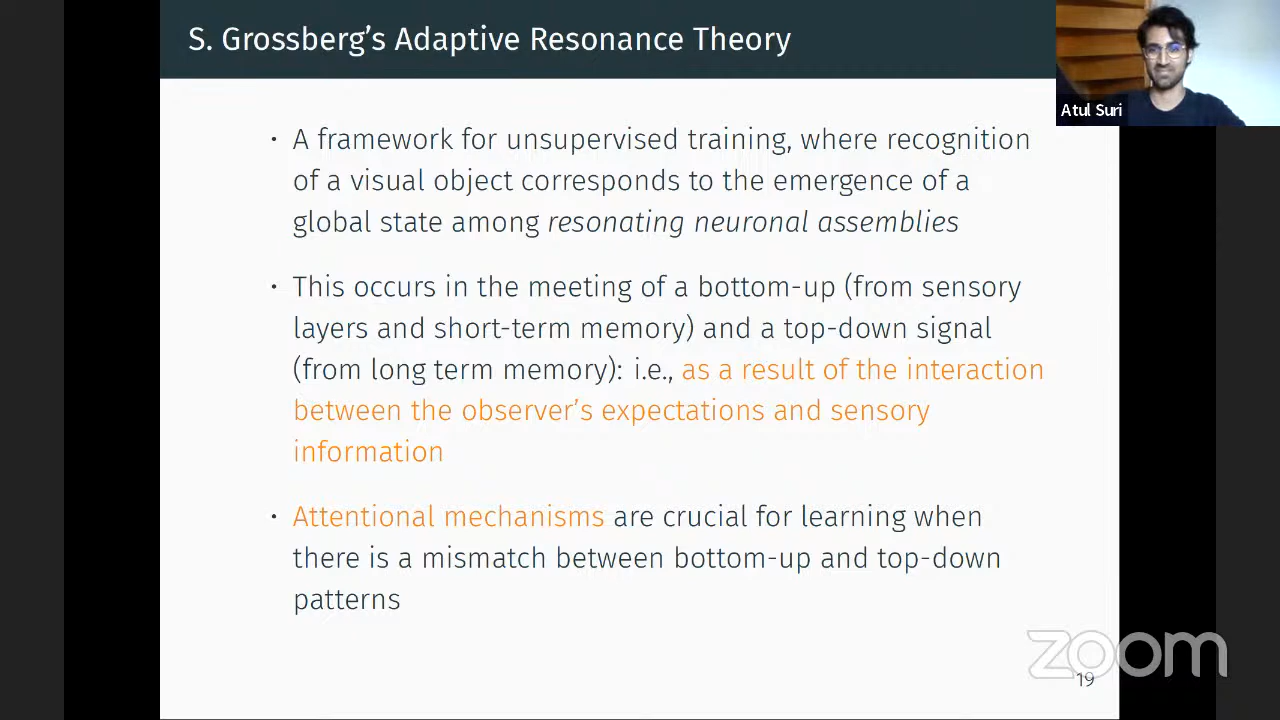 S. Grossberg's Adaptive Resonance Theory
Atul Suri
· A framework for unsupervised training, where recognition
of a visual object corresponds to the emergence of a
global state among resonating neuronal assemblies
· This occurs in the meeting of a bottom-up (from sensory
layers and short-term memory) and a top-down signal
(from long term memory): i.e., as a result of the interaction
between the observer's expectations and sensory
information
· Attentional mechanisms are crucial for learning when
there is a mismatch between bottom-up and top-down
patterns
zoom
19